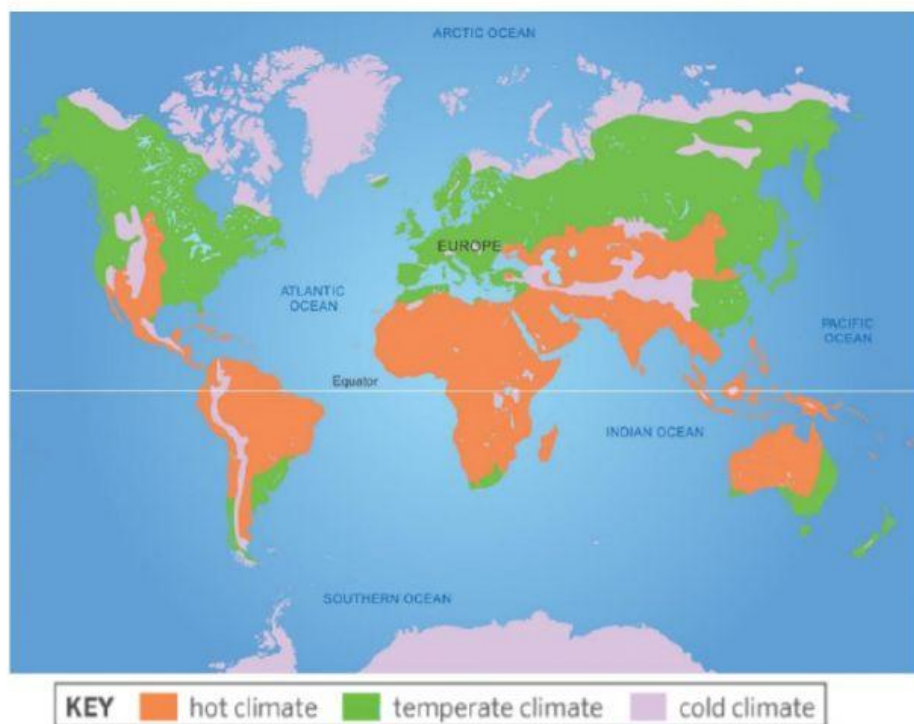 ARCTIC OCEAN
EUROPE
ATLANTIC
OCEAN
PACIFIC
OCEAN
Equator
INDIAN OCEAN
SOUTHERN OCEAN
KEY hot climate temperate climate cold climate